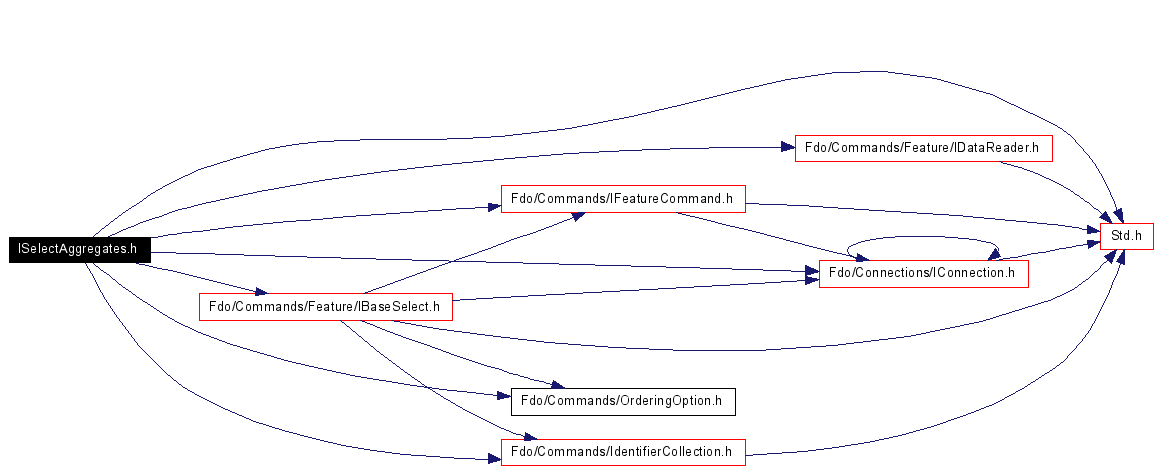 Fdo/Commands/Feature/IDataReader.h
Fdo/Commands/IFeatureCommand.h
Std.h
ISelectAggregates.h
Fdo/Connections/IConnection.h
Fdo/Commands/Feature/IBaseSelect.h
Fdo/Commands/OrderingOption.h
Fdo/Commands/IdentifierCollection.h